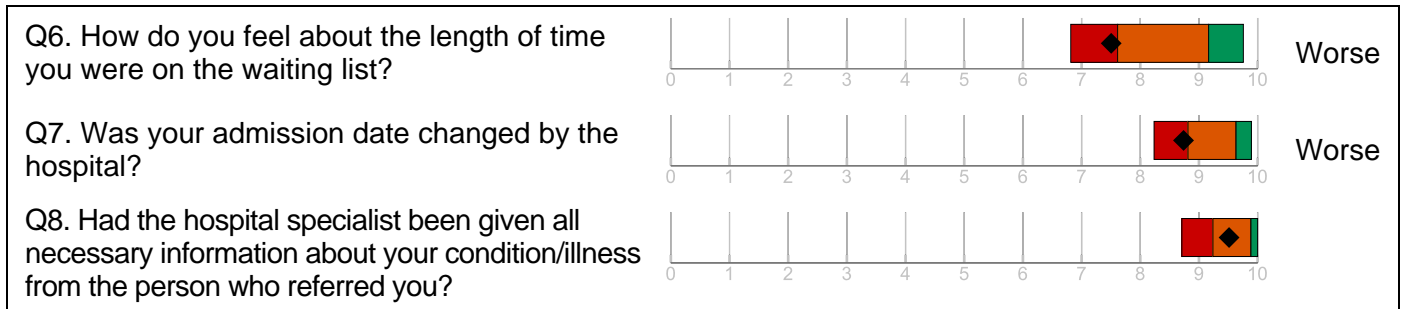 Q6. How do you feel about the length of time
you were on the waiting list?
0 1 2 3 4 5 6 7 8 9 10
Worse
Q7. Was your admission date changed by the
hospital?
0 1 2 3 4 5 6 7 8 9 10
Worse
Q8. Had the hospital specialist been given all
necessary information about your condition/illness
from the person who referred you?
0 1 2 3 4 5 6 7 8 9 10